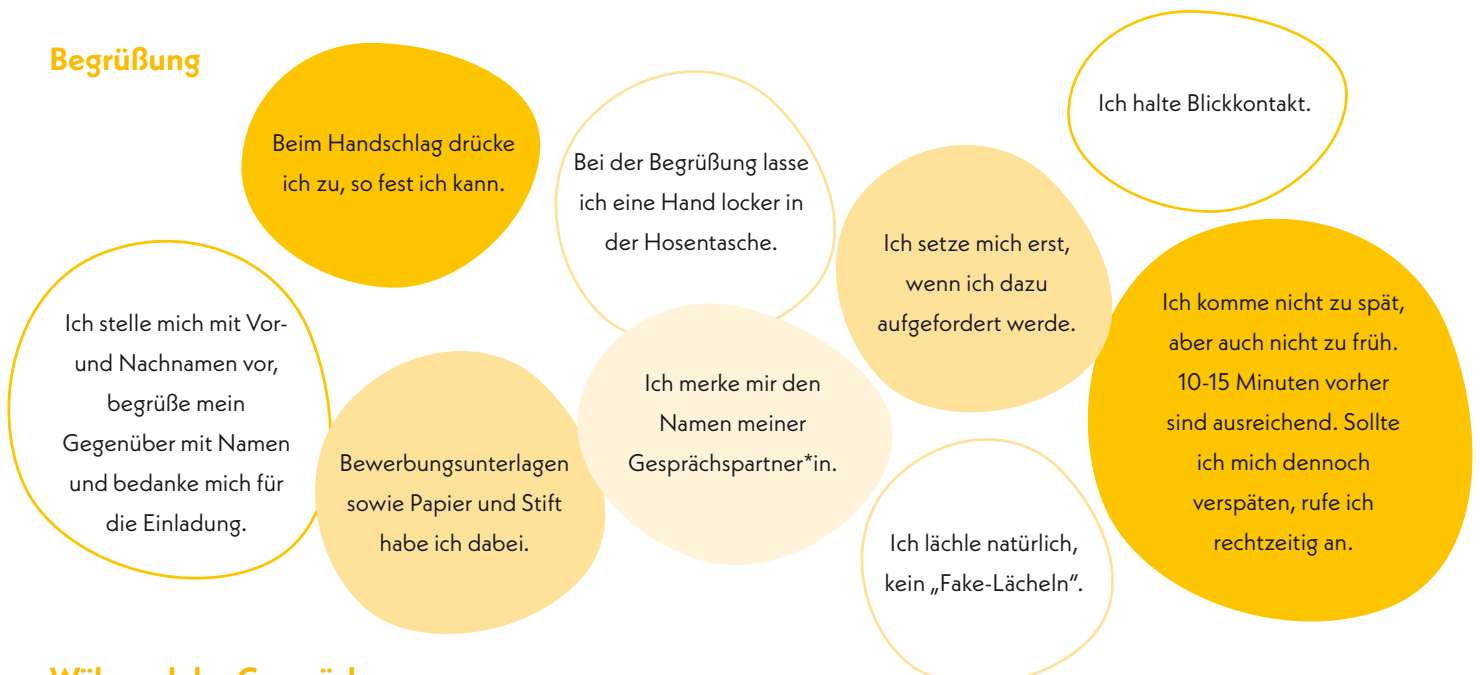 Begrüßung
Beim Handschlag drücke
ich zu, so fest ich kann.
Bei der Begrüßung lasse
ich eine Hand locker in
der Hosentasche.
Ich halte Blickkontakt.
Ich setze mich erst,
wenn ich dazu
aufgefordert werde.
Ich stelle mich mit Vor-
und Nachnamen vor,
begrüße mein
Gegenüber mit Namen
und bedanke mich für
die Einladung.
Bewerbungsunterlagen
sowie Papier und Stift
habe ich dabei.
Ich merke mir den
Namen meiner
Gesprächspartner*in.
Ich lächle natürlich,
kein „Fake-Lächeln“.
Ich komme nicht zu spät,
aber auch nicht zu früh.
10-15 Minuten vorher
sind ausreichend. Sollte
ich mich dennoch
verspäten, rufe ich
rechtzeitig an.